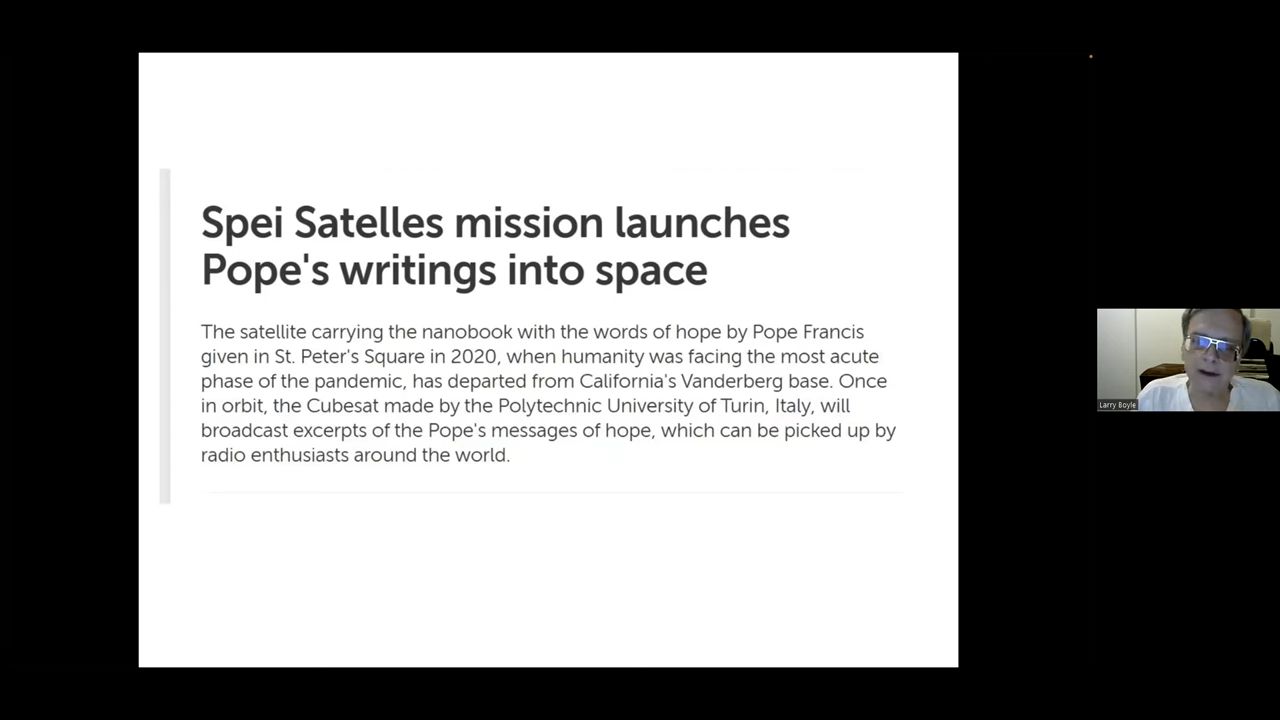 Spei Satelles mission launches
Pope's writings into space
The satellite carrying the nanobook with the words of hope by Pope Francis
given in St. Peter's Square in 2020, when humanity was facing the most acute
phase of the pandemic, has departed from California's Vanderberg base. Once
in orbit, the Cubesat made by the Polytechnic University of Turin, Italy, will
broadcast excerpts of the Pope's messages of hope, which can be picked up by
radio enthusiasts around the world.
Larry Boyle